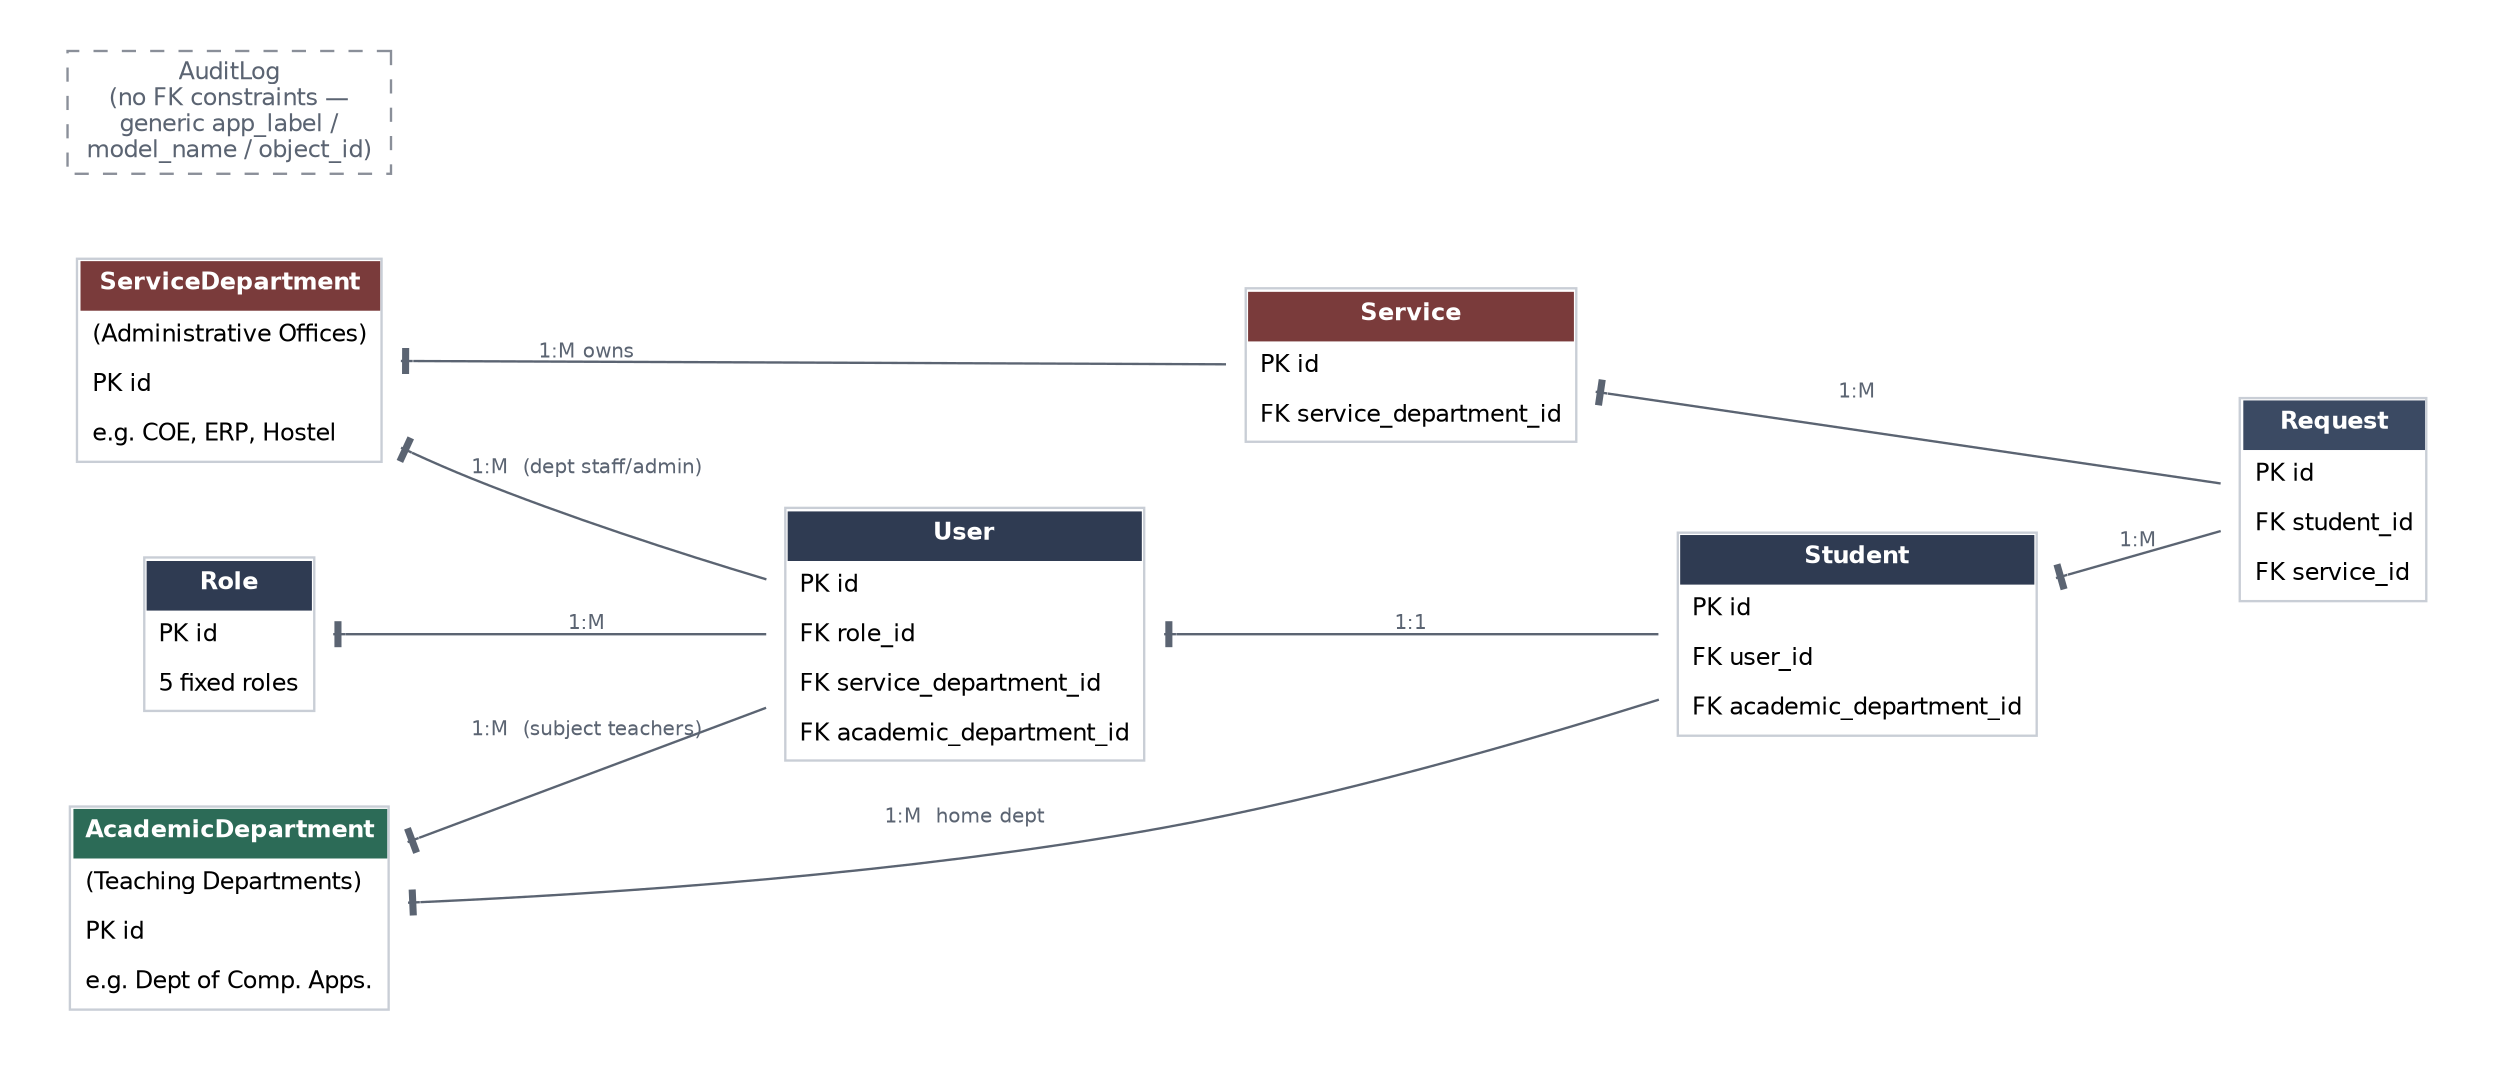 AuditLog
(no FK constraints —
generic app_label /
model_name / object_id)
ServiceDepartment
(Administrative Offices)
PK id
e.g. COE, ERP, Hostel
1:M owns
Service
PK id
FK service_department_id
1:M
Request
PK id
FK student_id
FK service_id
1:M  (dept staff/admin)
Role
PK id
5 fixed roles
1:M
User
PK id
FK role_id
FK service_department_id
FK academic_department_id
1:1
Student
PK id
FK user_id
FK academic_department_id
1:M
1:M  (subject teachers)
AcademicDepartment
(Teaching Departments)
PK id
e.g. Dept of Comp. Apps.
1:M  home dept